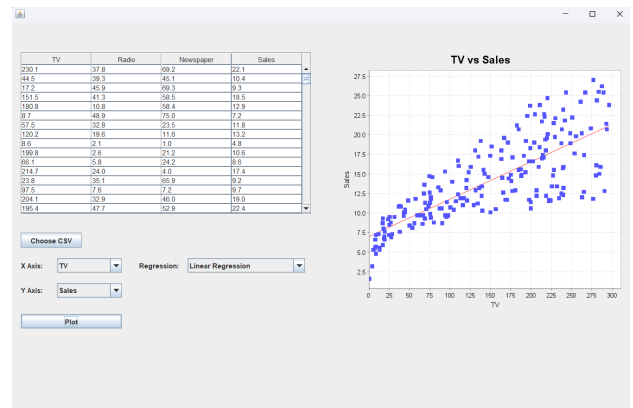 TV Radio Newspaper Sales
230.1 37.8 69.2 22.1
44.5 39.3 45.1 10.4
17.2 45.9 69.3 9.3
151.5 41.3 58.5 18.5
180.8 10.8 58.4 12.9
8.7 48.9 75.0 7.2
57.5 32.8 23.5 11.8
120.2 19.6 11.6 13.2
8.6 2.1 1.0 4.8
199.8 2.6 21.2 10.6
66.1 5.8 24.2 8.6
214.7 24.0 4.0 17.4
23.8 35.1 65.9 9.2
97.5 7.6 7.2 9.7
204.1 32.9 46.0 19.0
195.4 47.7 52.9 22.4
Choose CSV
X Axis: TV Regression: Linear Regression
Y Axis: Sales
Plot
TV vs Sales
27.5
25.0
22.5
20.0
17.5
15.0
12.5
10.0
7.5
5.0
2.5
Sales
0 25 50 75 100 125 150 175 200 225 250 275 300
TV